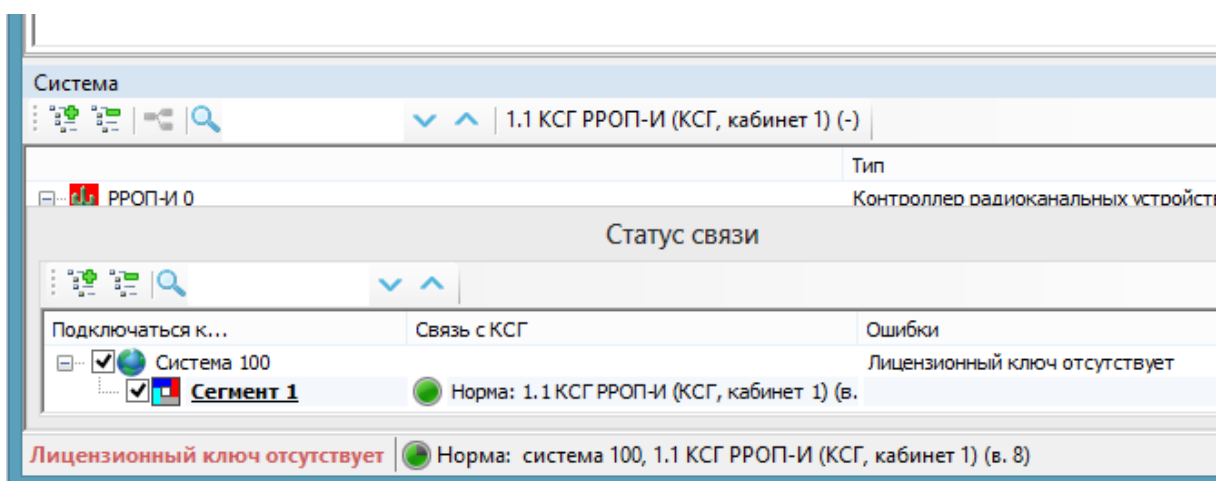 Система
1.1 КСГ РРОП-И (КСГ, кабинет 1) (-)
Тип
РРОП-И 0 Контроллер радиоканальных устройств
Статус связи
Подключаться к... Связь с КСГ Ошибки
Система 100 Лицензионный ключ отсутствует
Сегмент 1 Норма: 1.1 КСГ РРОП-И (КСГ, кабинет 1) (в.
Лицензионный ключ отсутствует Норма: система 100, 1.1 КСГ РРОП-И (КСГ, кабинет 1) (в. 8)